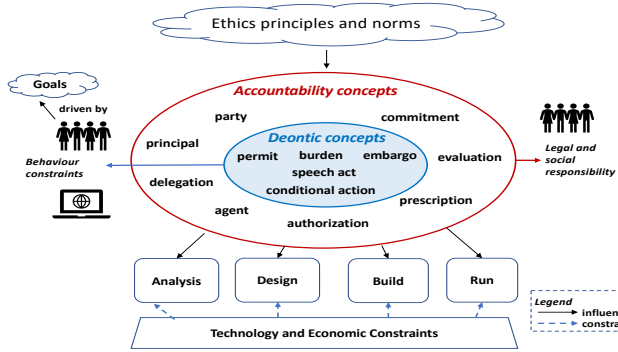 Ethics principles and norms
Goals
driven by
Behaviour
constraints
Accountability concepts
party
commitment
principal
evaluation
delegation
prescription
agent
authorization
Deontic concepts
permit burden embargo
speech act
conditional action
Legal and
social
responsibility
Analysis
Design
Build
Run
Technology and Economic Constraints
Legend
influen
constra